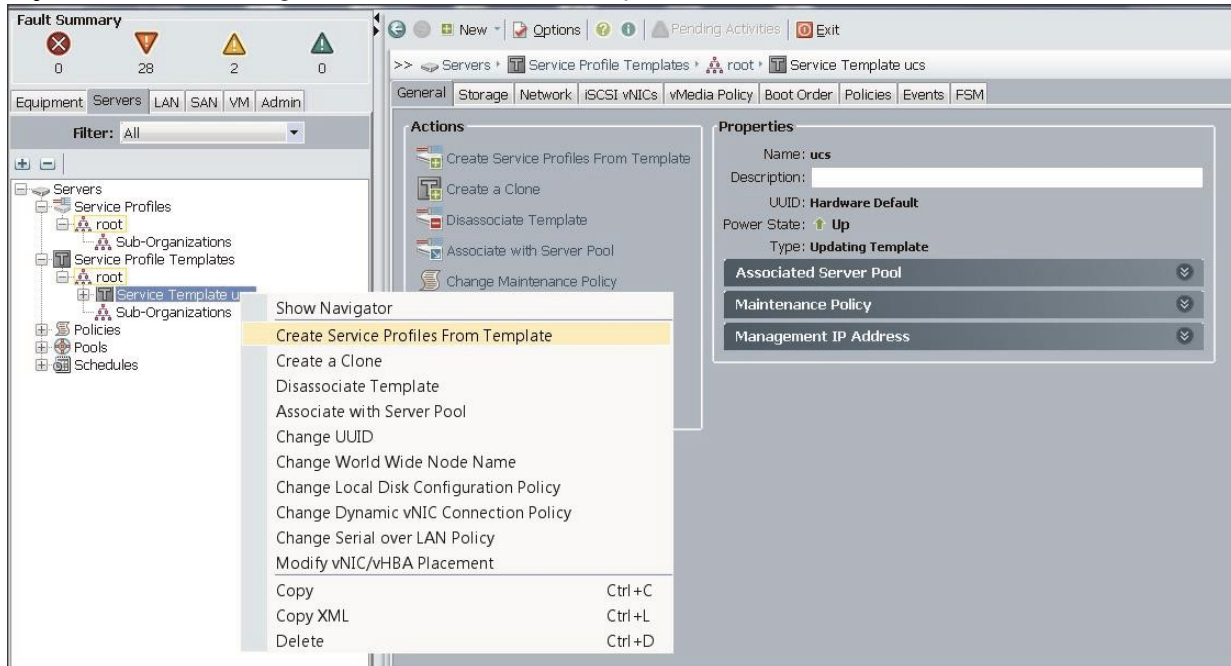 Fault Summary
0 28 2 0
Equipment Servers LAN SAN VM Admin
Filter: All
Servers
Service Profiles
root
Sub-Organizations
Service Profile Templates
root
Service Template u
Sub-Organizations
Policies
Pools
Schedules
New Options Pending Activities Exit
>> Servers Service Profile Templates root Service Template ucs
General Storage Network iSCSI vNICs vMedia Policy Boot Order Policies Events FSM
Actions
Create Service Profiles From Template
Create a Clone
Disassociate Template
Associate with Server Pool
Change Maintenance Policy
Properties
Name: ucs
Description:
UUID: Hardware Default
Power State: Up
Type: Updating Template
Associated Server Pool
Maintenance Policy
Management IP Address
Show Navigator
Create Service Profiles From Template
Create a Clone
Disassociate Template
Associate with Server Pool
Change UUID
Change World Wide Node Name
Change Local Disk Configuration Policy
Change Dynamic vNIC Connection Policy
Change Serial over LAN Policy
Modify vNIC/vHBA Placement
Copy Ctrl+C
Copy XML Ctrl+L
Delete Ctrl+D